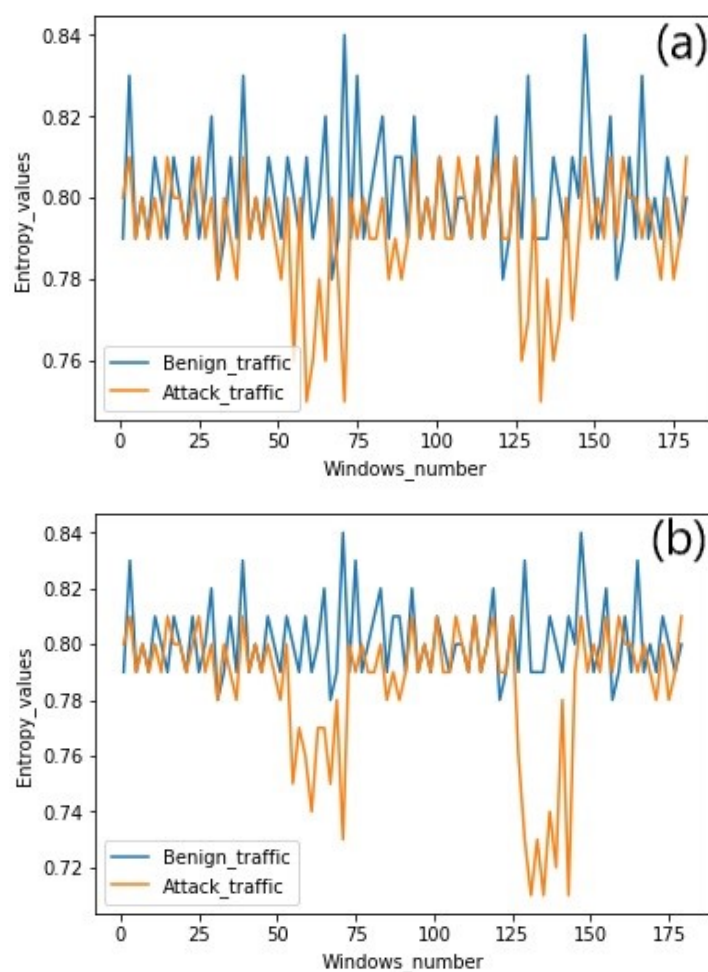 (a)
0.84
0.82
0.80
0.78
0.76
Entropy_values
Benign_traffic
Attack_traffic
0 25 50 75 100 125 150 175
Windows_number
(b)
0.84
0.82
0.80
0.78
0.76
0.74
0.72
Entropy_values
Benign_traffic
Attack_traffic
0 25 50 75 100 125 150 175
Windows_number